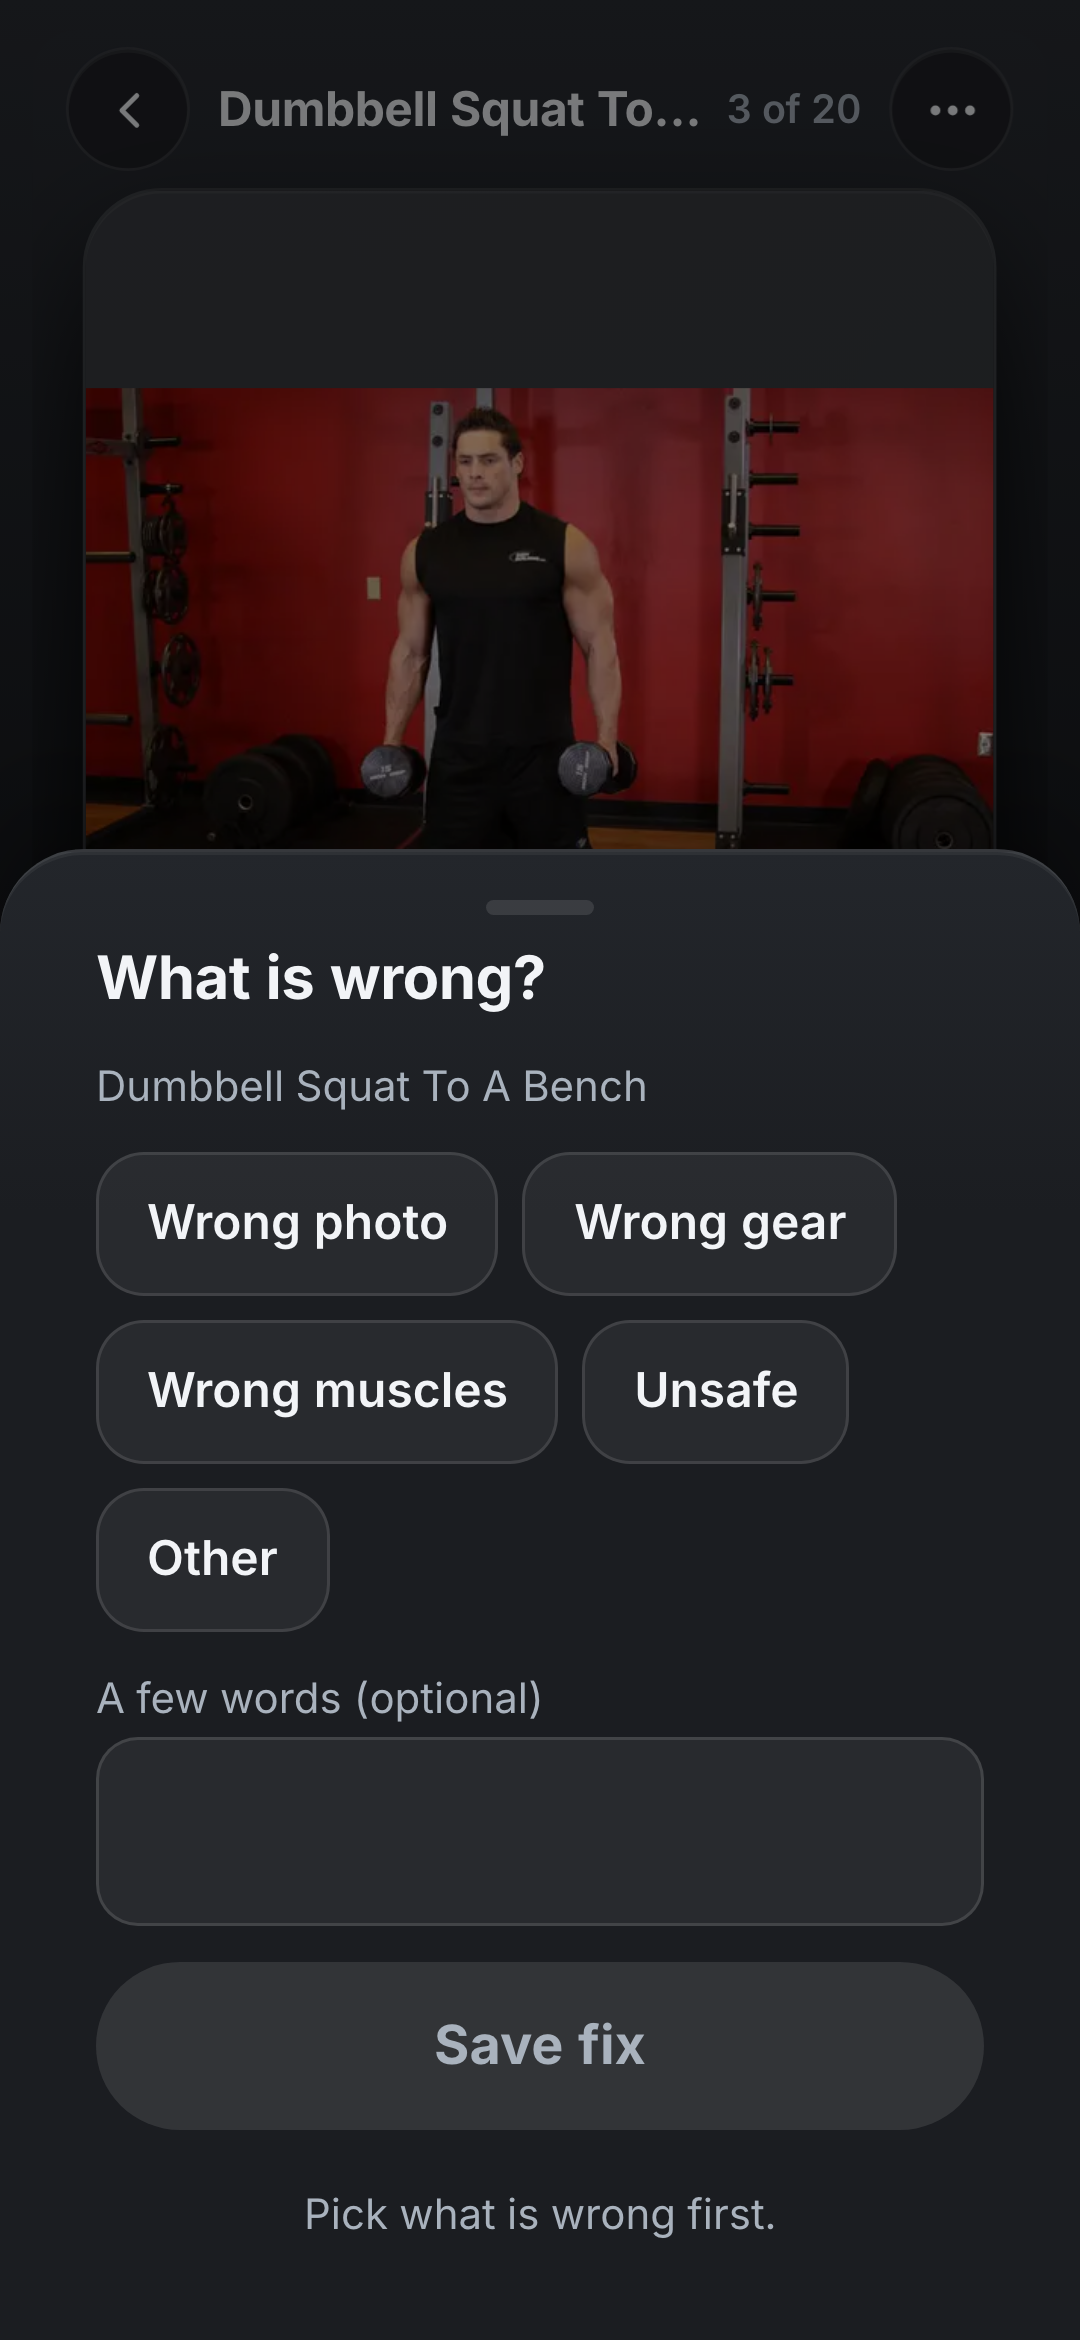 Dumbbell Squat To... 3 of 20
What is wrong?
Dumbbell Squat To A Bench
Wrong photo
Wrong gear
Wrong muscles
Unsafe
Other
A few words (optional)
Save fix
Pick what is wrong first.